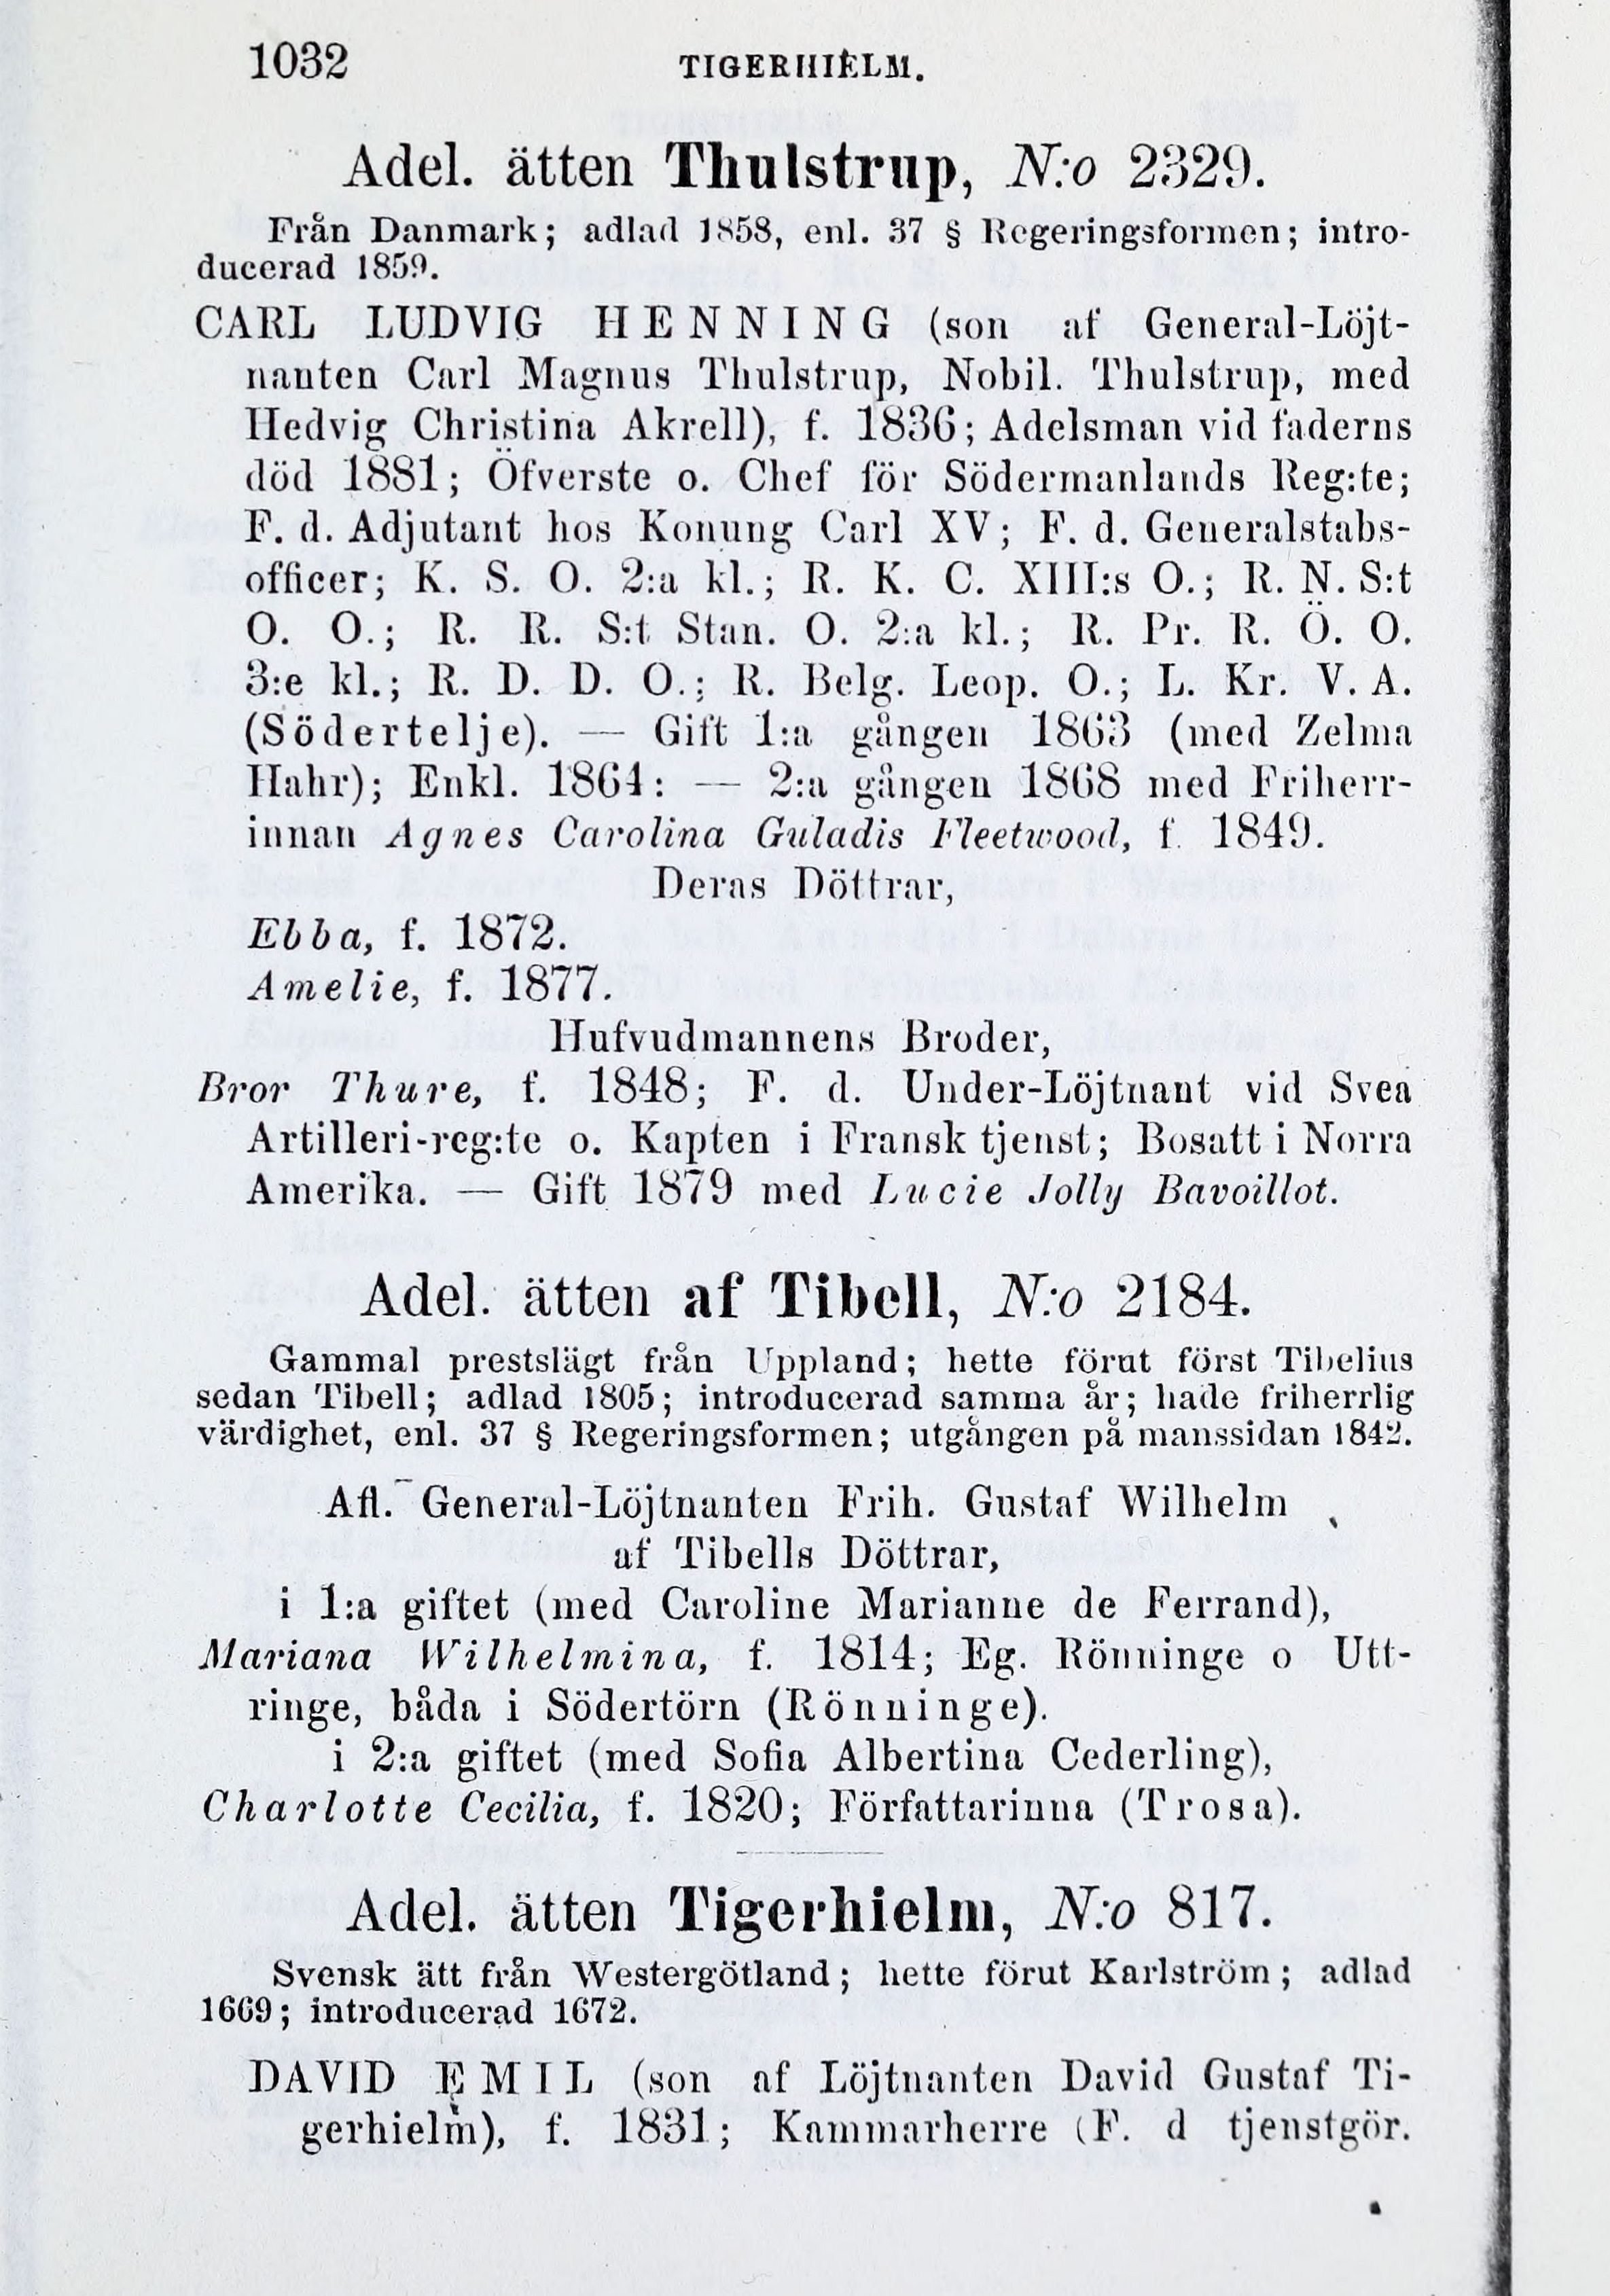 1032
TIGERHIELM.
Adel. ätten Thulstrup, N:o 2329.
Från Danmark; adlad 1858, enl. 37 § Regeringsformen; intro-
ducerad 1859.
CARL LUDVIG HENNING (son af General-Löjt-
nanten Carl Magnus Thulstrup, Nobil. Thulstrup, med
Hedvig Christina Akrell), f. 1836; Adelsman vid faderns
död 1881; Öfverste o. Chef för Södermanlands Reg:te;
F. d. Adjutant hos Konung Carl XV; F. d. Generalstabs-
officer; K. S. O. 2:a kl.; R. K. C. XIII:s O.; R. N. S:t
O. O.; R. R. S:t Stan. O. 2:a kl.; R. Pr. R. Ö. O.
3:e kl.; R. D. D. O.; R. Belg. Leop. O.; L. Kr. V. A.
(Södertelje). — Gift 1:a gången 1863 (med Zelma
Hahr); Enkl. 1864: — 2:a gången 1868 med Friherr-
innan Agnes Carolina Guladis Fleetwood, f. 1849.
Deras Döttrar,
Ebba, f. 1872.
Amelie, f. 1877.
Hufvudmannens Broder,
Bror Thure, f. 1848; F. d. Under-Löjtnant vid Svea
Artilleri-reg:te o. Kapten i Fransk tjenst; Bosatt i Norra
Amerika. — Gift 1879 med Lucie Jolly Bavoillot.
Adel. ätten af Tibell, N:o 2184.
Gammal prestslägt från Uppland; hette förut först Tibelius
sedan Tibell; adlad 1805; introducerad samma år; hade friherrlig
värdighet, enl. 37 § Regeringsformen; utgången på manssidan 1842.
Afl. General-Löjtnanten Frih. Gustaf Wilhelm
af Tibells Döttrar,
i 1:a giftet (med Caroline Marianne de Ferrand),
Mariana Wilhelmina, f. 1814; Eg. Rönninge o Utt-
ringe, båda i Södertörn (Rönninge).
i 2:a giftet (med Sofia Albertina Cederling),
Charlotte Cecilia, f. 1820; Författarinna (Trosa).
Adel. ätten Tigerhielm, N:o 817.
Svensk ätt från Westergötland; hette förut Karlström; adlad
1669; introducerad 1672.
DAVID EMIL (son af Löjtnanten David Gustaf Ti-
gerhielm), f. 1831; Kammarherre (F. d tjenstgör.